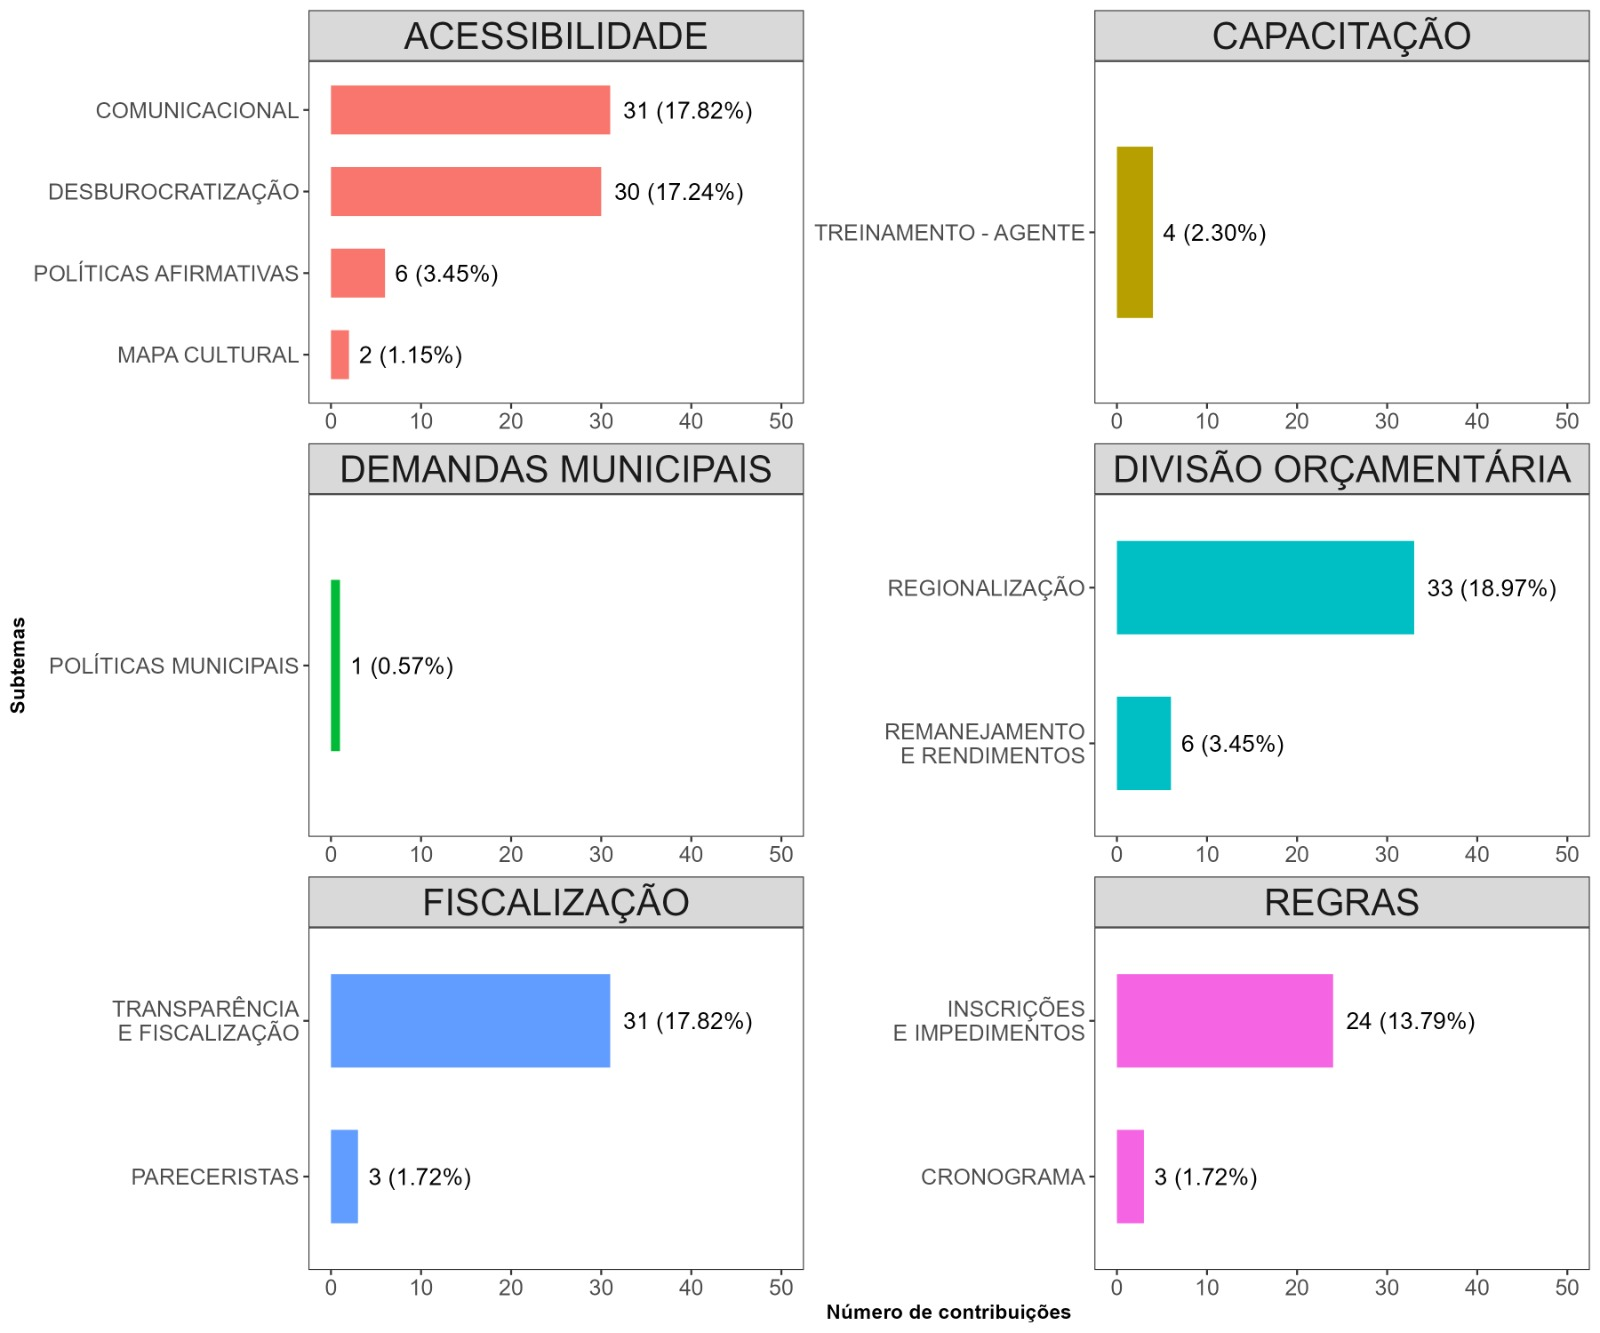 ACESSIBILIDADE
COMUNICACIONAL
31 (17.82%)
DESBUROCRATIZAÇÃO
30 (17.24%)
POLÍTICAS AFIRMATIVAS
6 (3.45%)
MAPA CULTURAL
2 (1.15%)
0 10 20 30 40 50
CAPACITAÇÃO
TREINAMENTO - AGENTE
4 (2.30%)
0 10 20 30 40 50
DEMANDAS MUNICIPAIS
POLÍTICAS MUNICIPAIS
1 (0.57%)
0 10 20 30 40 50
DIVISÃO ORÇAMENTÁRIA
REGIONALIZAÇÃO
33 (18.97%)
REMANEJAMENTO
E RENDIMENTOS
6 (3.45%)
0 10 20 30 40 50
FISCALIZAÇÃO
TRANSPARÊNCIA
E FISCALIZAÇÃO
31 (17.82%)
PARECERISTAS
3 (1.72%)
0 10 20 30 40 50
REGRAS
INSCRIÇÕES
E IMPEDIMENTOS
24 (13.79%)
CRONOGRAMA
3 (1.72%)
0 10 20 30 40 50
Subtemas
Número de contribuições